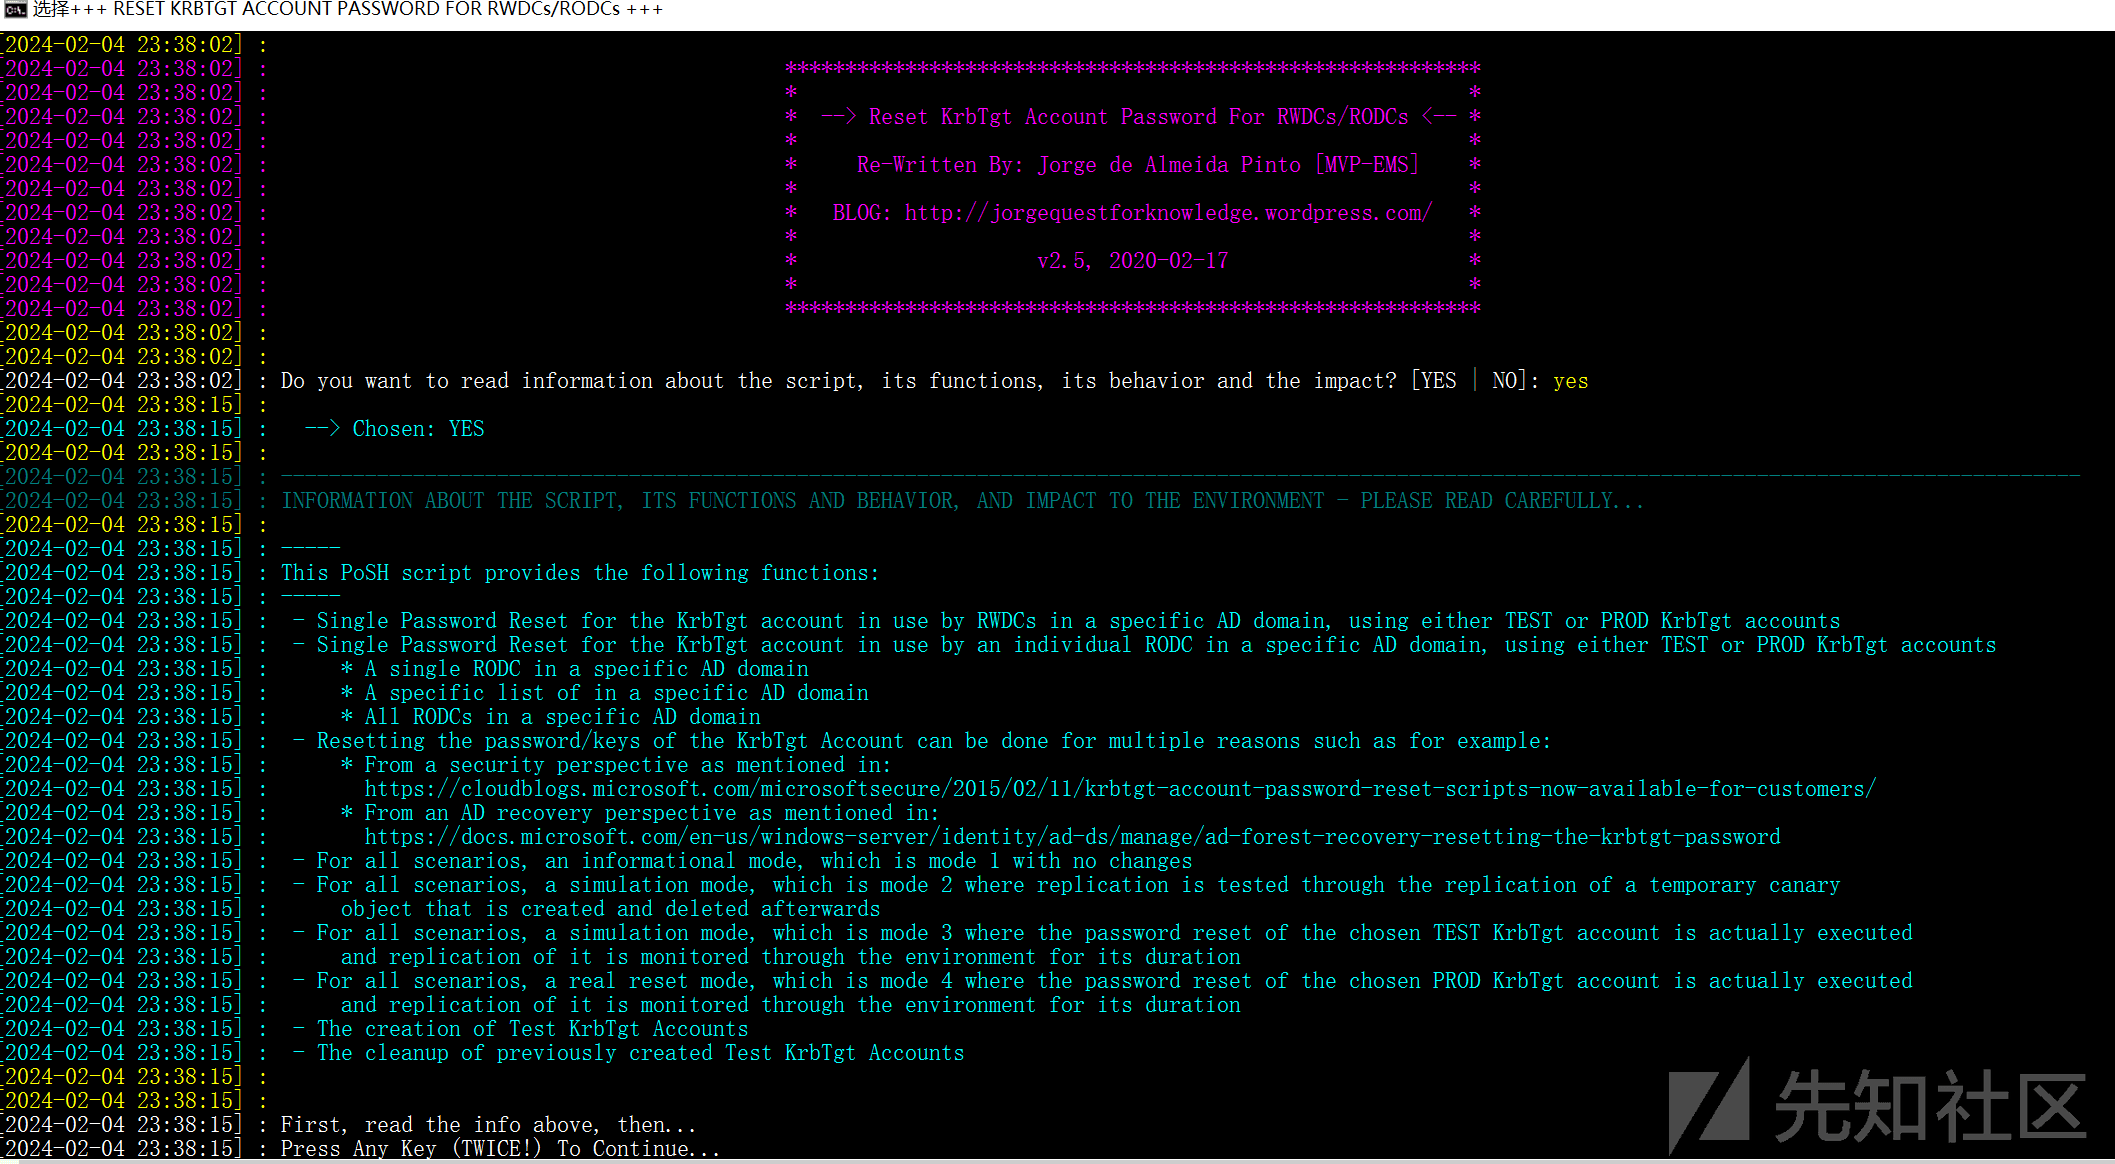 选择+++ RESET KRBTGT ACCOUNT PASSWORD FOR RWDCs/RODCs +++
[2024-02-04 23:38:02] :
[2024-02-04 23:38:02] : **********************************************************
[2024-02-04 23:38:02] : * *
[2024-02-04 23:38:02] : * --> Reset KrbTgt Account Password For RWDCs/RODCs <-- *
[2024-02-04 23:38:02] : * *
[2024-02-04 23:38:02] : * Re-Written By: Jorge de Almeida Pinto [MVP-EMS] *
[2024-02-04 23:38:02] : * *
[2024-02-04 23:38:02] : * BLOG: http://jorgequestforknowledge.wordpress.com/ *
[2024-02-04 23:38:02] : * *
[2024-02-04 23:38:02] : * v2.5, 2020-02-17 *
[2024-02-04 23:38:02] : * *
[2024-02-04 23:38:02] : **********************************************************
[2024-02-04 23:38:02] :
[2024-02-04 23:38:02] :
[2024-02-04 23:38:02] : Do you want to read information about the script, its functions, its behavior and the impact? [YES | NO]: yes
[2024-02-04 23:38:15] :
[2024-02-04 23:38:15] : --> Chosen: YES
[2024-02-04 23:38:15] :
[2024-02-04 23:38:15] : ------------------------------------------------------------------------------------------------------------------------------------------------------
[2024-02-04 23:38:15] : INFORMATION ABOUT THE SCRIPT, ITS FUNCTIONS AND BEHAVIOR, AND IMPACT TO THE ENVIRONMENT - PLEASE READ CAREFULLY...
[2024-02-04 23:38:15] :
[2024-02-04 23:38:15] : -----
[2024-02-04 23:38:15] : This PoSH script provides the following functions:
[2024-02-04 23:38:15] : -----
[2024-02-04 23:38:15] : - Single Password Reset for the KrbTgt account in use by RWDCs in a specific AD domain, using either TEST or PROD KrbTgt accounts
[2024-02-04 23:38:15] : - Single Password Reset for the KrbTgt account in use by an individual RODC in a specific AD domain, using either TEST or PROD KrbTgt accounts
[2024-02-04 23:38:15] : * A single RODC in a specific AD domain
[2024-02-04 23:38:15] : * A specific list of in a specific AD domain
[2024-02-04 23:38:15] : * All RODCs in a specific AD domain
[2024-02-04 23:38:15] : - Resetting the password/keys of the KrbTgt Account can be done for multiple reasons such as for example:
[2024-02-04 23:38:15] : * From a security perspective as mentioned in:
[2024-02-04 23:38:15] : https://cloudblogs.microsoft.com/microsoftsecure/2015/02/11/krbtgt-account-password-reset-scripts-now-available-for-customers/
[2024-02-04 23:38:15] : * From an AD recovery perspective as mentioned in:
[2024-02-04 23:38:15] : https://docs.microsoft.com/en-us/windows-server/identity/ad-ds/manage/ad-forest-recovery-resetting-the-krbtgt-password
[2024-02-04 23:38:15] : - For all scenarios, an informational mode, which is mode 1 with no changes
[2024-02-04 23:38:15] : - For all scenarios, a simulation mode, which is mode 2 where replication is tested through the replication of a temporary canary
[2024-02-04 23:38:15] : object that is created and deleted afterwards
[2024-02-04 23:38:15] : - For all scenarios, a simulation mode, which is mode 3 where the password reset of the chosen TEST KrbTgt account is actually executed
[2024-02-04 23:38:15] : and replication of it is monitored through the environment for its duration
[2024-02-04 23:38:15] : - For all scenarios, a real reset mode, which is mode 4 where the password reset of the chosen PROD KrbTgt account is actually executed
[2024-02-04 23:38:15] : and replication of it is monitored through the environment for its duration
[2024-02-04 23:38:15] : - The creation of Test KrbTgt Accounts
[2024-02-04 23:38:15] : - The cleanup of previously created Test KrbTgt Accounts
[2024-02-04 23:38:15] :
[2024-02-04 23:38:15] :
[2024-02-04 23:38:15] : First, read the info above, then...
[2024-02-04 23:38:15] : Press Any Key (TWICE!) To Continue...
先知社区